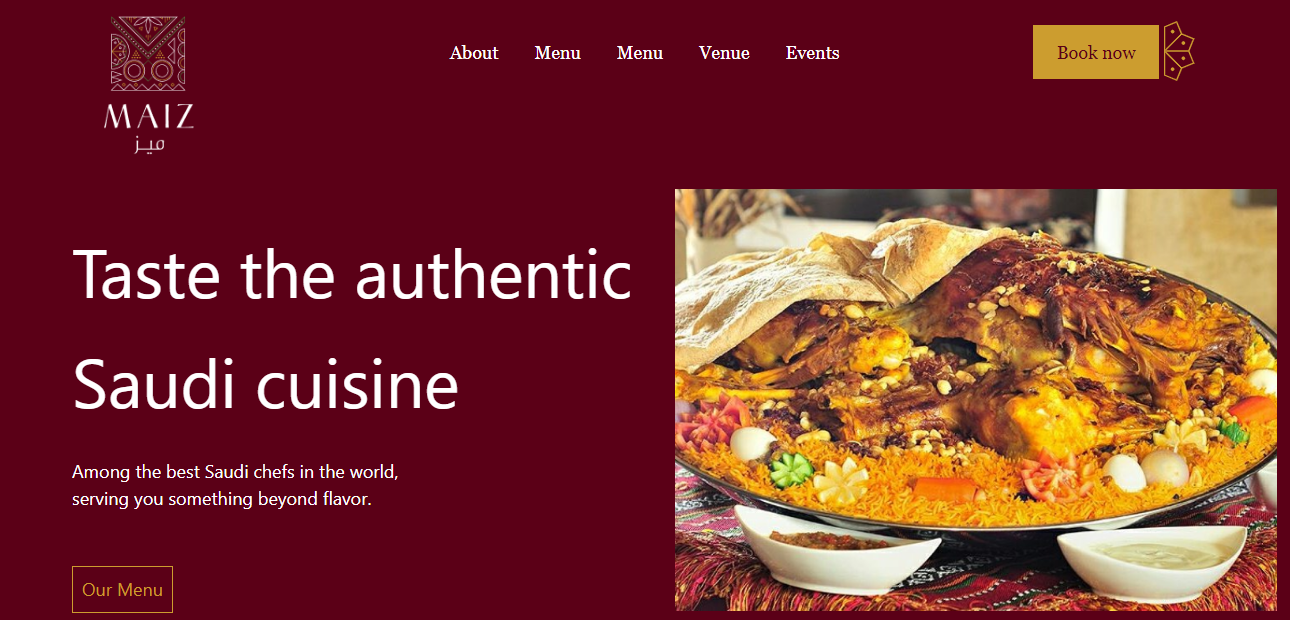 MAIZ
ميز
About
Menu
Menu
Venue
Events
Book now
Taste the authentic
Saudi cuisine
Among the best Saudi chefs in the world,
serving you something beyond flavor.
Our Menu